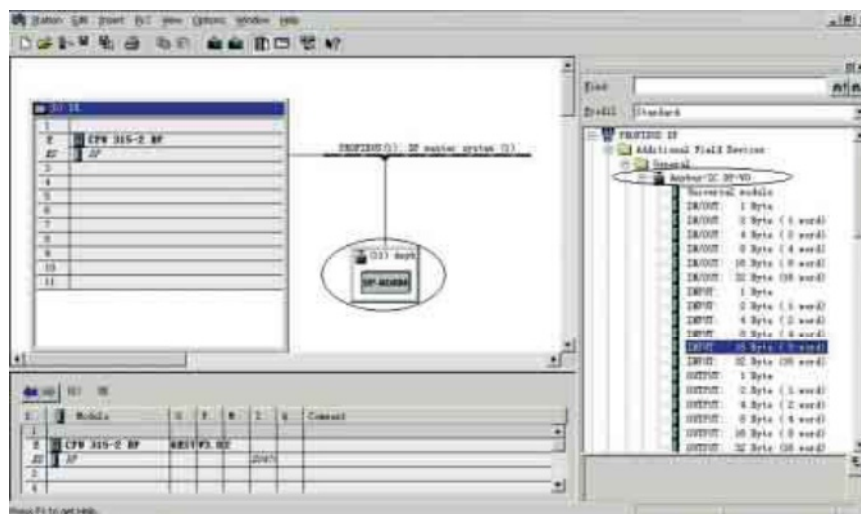 Station Edit Insert PLC View Options Window Help
(0) UR
1
2 CPU 315-2 DP
X2 DP
3
4
5
6
7
8
9
10
11
PROFIBUS(1): DP master system (1)
DP-NORM
Find:
Profil: Standard
PROFIBUS DP
Additional Field Devices
General
Anybus-IC DP-V0
Universal module
IN/OUT: 1 Byte
IN/OUT: 2 Byte ( 1 word)
IN/OUT: 4 Byte ( 2 word)
IN/OUT: 8 Byte ( 4 word)
IN/OUT: 16 Byte ( 8 word)
IN/OUT: 32 Byte (16 word)
INPUT: 1 Byte
INPUT: 2 Byte ( 1 word)
INPUT: 4 Byte ( 2 word)
INPUT: 8 Byte ( 4 word)
INPUT: 16 Byte ( 8 word)
INPUT: 32 Byte (16 word)
OUTPUT: 1 Byte
OUTPUT: 2 Byte ( 1 word)
OUTPUT: 4 Byte ( 2 word)
OUTPUT: 8 Byte ( 4 word)
OUTPUT: 16 Byte ( 8 word)
OUTPUT: 32 Byte (16 word)
(0) UR
S... Module O... F... M... I... Q... Comment
1
2 CPU 315-2 DP
X2 DP 2047*
3
4
Press F1 to get Help.